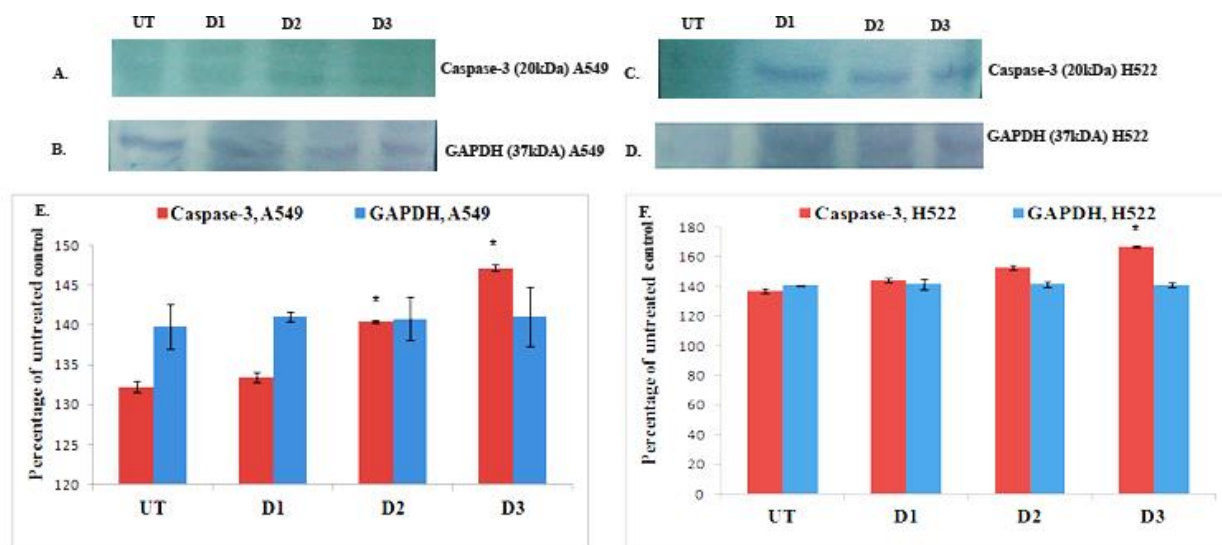 UT D1 D2 D3
A. Caspase-3 (20kDa) A549
B. GAPDH (37kDA) A549
UT D1 D2 D3
C. Caspase-3 (20kDa) H522
D. GAPDH (37kDA) H522
E.
Caspase-3, A549 GAPDH, A549
Percentage of untreated control
150
145
140
135
130
125
120
* *
UT D1 D2 D3
F.
Caspase-3, H522 GAPDH, H522
Percentage of untreated control
180
160
140
120
100
80
60
40
20
0
*
UT D1 D2 D3